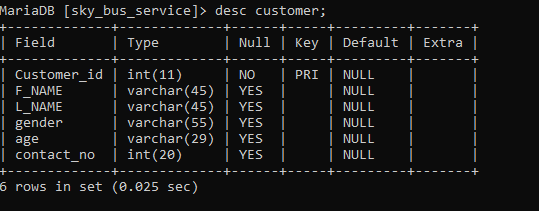 MariaDB [sky_bus_service]> desc customer;
+-------------+-------------+------+-----+---------+-------+
| Field       | Type        | Null | Key | Default | Extra |
+-------------+-------------+------+-----+---------+-------+
| Customer_id | int(11)     | NO   | PRI | NULL    |       |
| F_NAME      | varchar(45) | YES  |     | NULL    |       |
| L_NAME      | varchar(45) | YES  |     | NULL    |       |
| gender      | varchar(55) | YES  |     | NULL    |       |
| age         | varchar(29) | YES  |     | NULL    |       |
| contact_no  | int(20)     | YES  |     | NULL    |       |
+-------------+-------------+------+-----+---------+-------+
6 rows in set (0.025 sec)